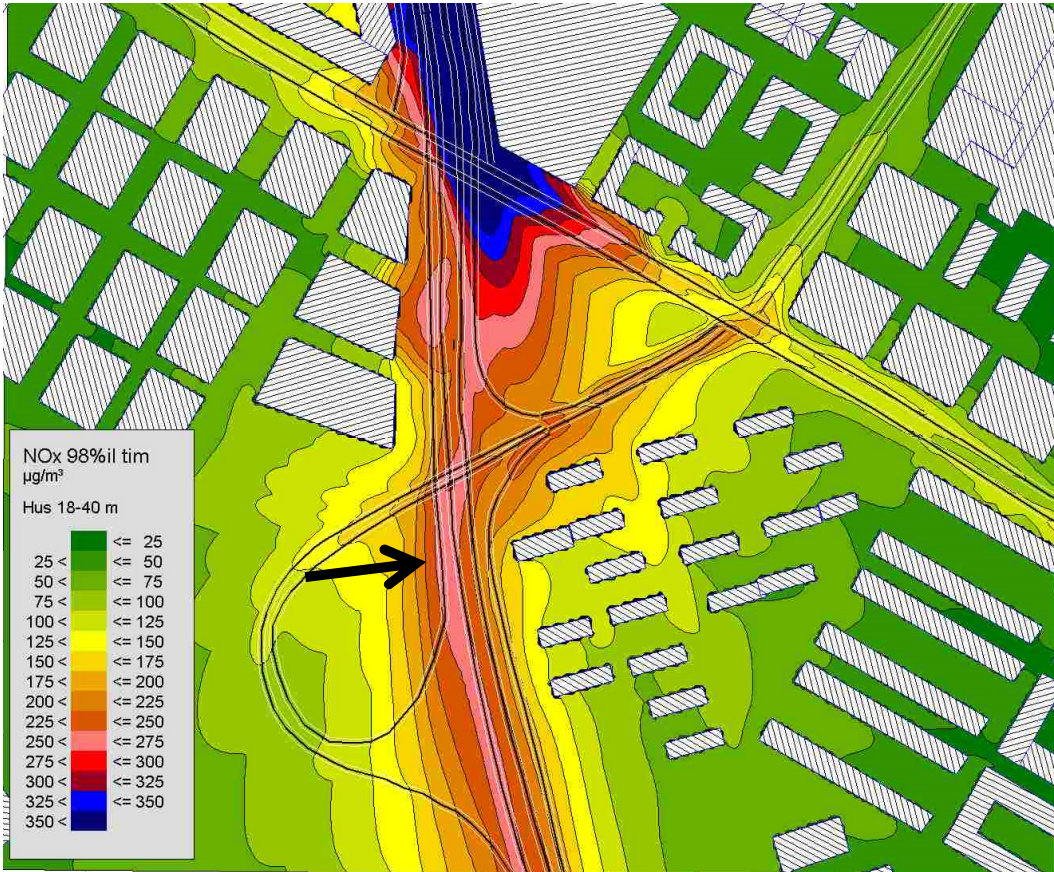 NOx 98%il tim
µg/m³
Hus 18-40 m
<= 25
25 < <= 50
50 < <= 75
75 < <= 100
100 < <= 125
125 < <= 150
150 < <= 175
175 < <= 200
200 < <= 225
225 < <= 250
250 < <= 275
275 < <= 300
300 < <= 325
325 < <= 350
350 <